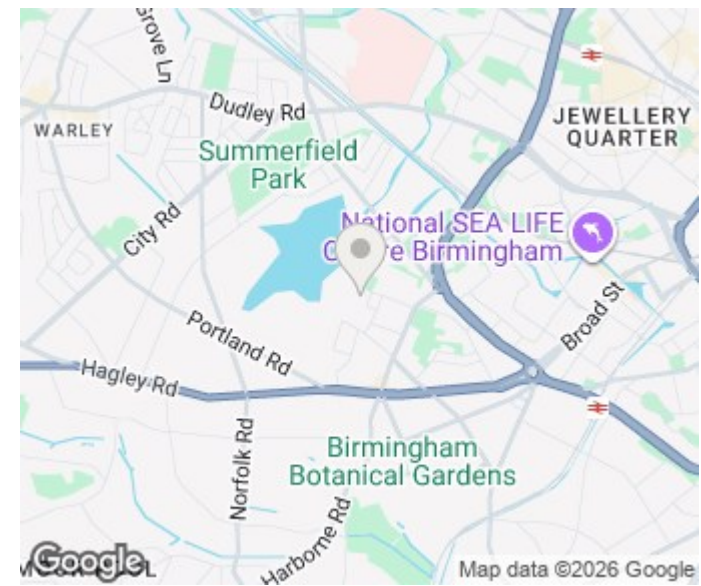 Grove Ln
Dudley Rd
WARLEY
JEWELLERY
QUARTER
Summerfield
Park
City Rd
National SEA LIFE
Centre Birmingham
Broad St
Portland Rd
Hagley Rd
Norfolk Rd
Birmingham
Botanical Gardens
Harborne Rd
Google
Map data ©2026 Google